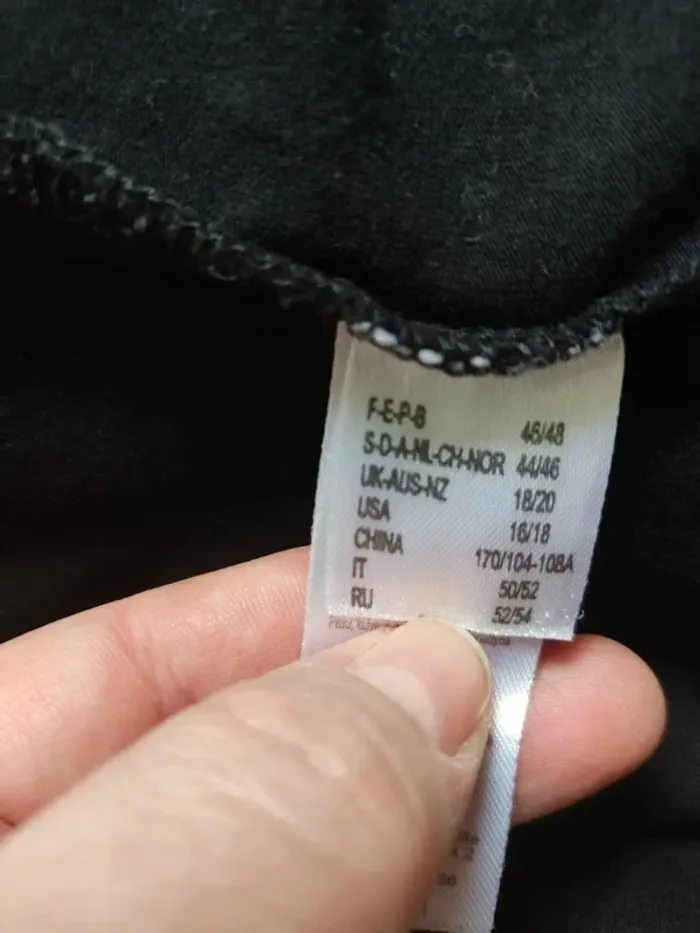 F-E-P-B 46/48
S-D-A-NL-CH-NOR 44/46
UK-AUS-NZ 18/20
USA 16/18
CHINA 170/104-108A
IT 50/52
RU 52/54